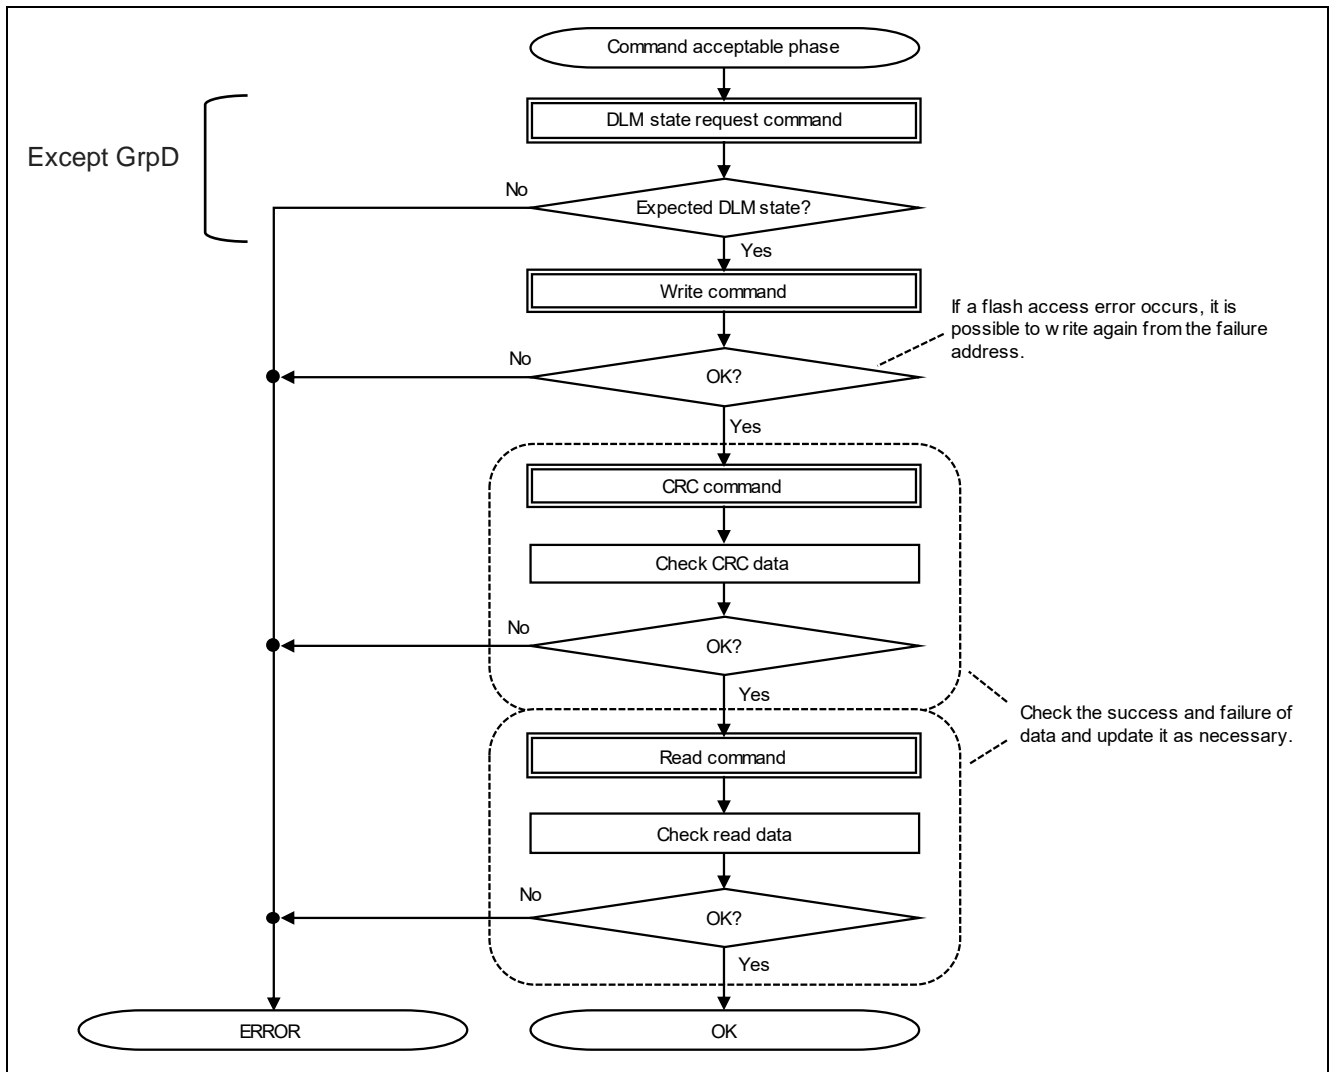 Command acceptable phase
DLM state request command
Except GrpD
No
Expected DLM state?
Yes
Write command
If a flash access error occurs, it is
possible to write again from the failure
address.
No
OK?
Yes
CRC command
Check CRC data
No
OK?
Yes
Check the success and failure of
data and update it as necessary.
Read command
Check read data
No
OK?
Yes
ERROR
OK